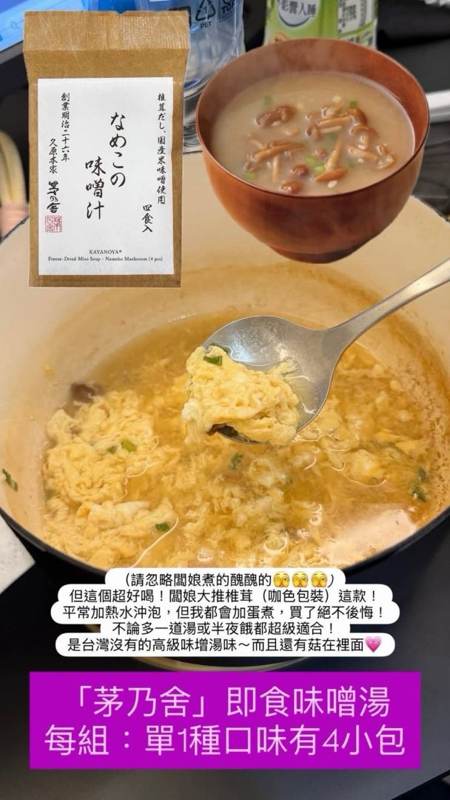 椎茸だし、国産米味噌使用
なめこの
味噌汁
四食入
創業明治二十六年
久原本家
茅乃舎
KAYANOYA®
Freeze-Dried Miso Soup - Nameko Mushroom (4 pcs)
(請忽略闆娘煮的醜醜的🫣🫣🫣)
但這個超好喝！闆娘大推椎茸（咖色包裝）這款！
平常加熱水沖泡，但我都會加蛋煮，買了絕不後悔！
不論多一道湯或半夜餓都超級適合！
是台灣沒有的高級味增湯味～而且還有菇在裡面💗
「茅乃舍」即食味噌湯
每組：單1種口味有4小包